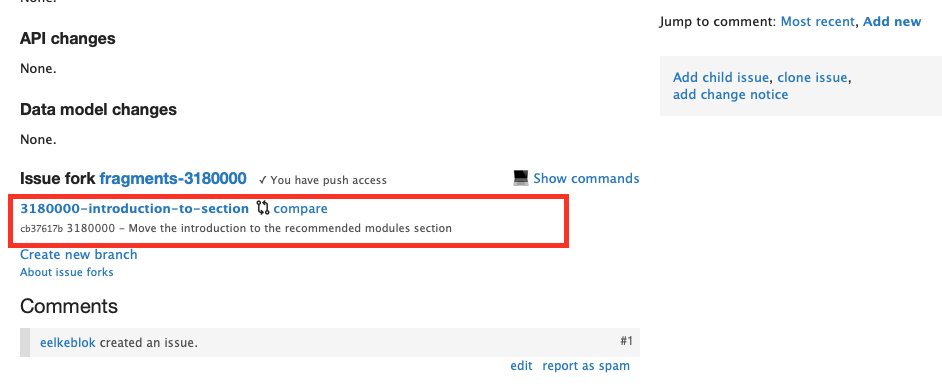 None.
API changes
None.
Data model changes
None.
Issue fork fragments-3180000 ✓ You have push access Show commands
3180000-introduction-to-section compare
cb37617b 3180000 - Move the introduction to the recommended modules section
Create new branch
About issue forks
Comments
eelkeblok created an issue. #1
edit report as spam
Jump to comment: Most recent, Add new
Add child issue, clone issue,
add change notice